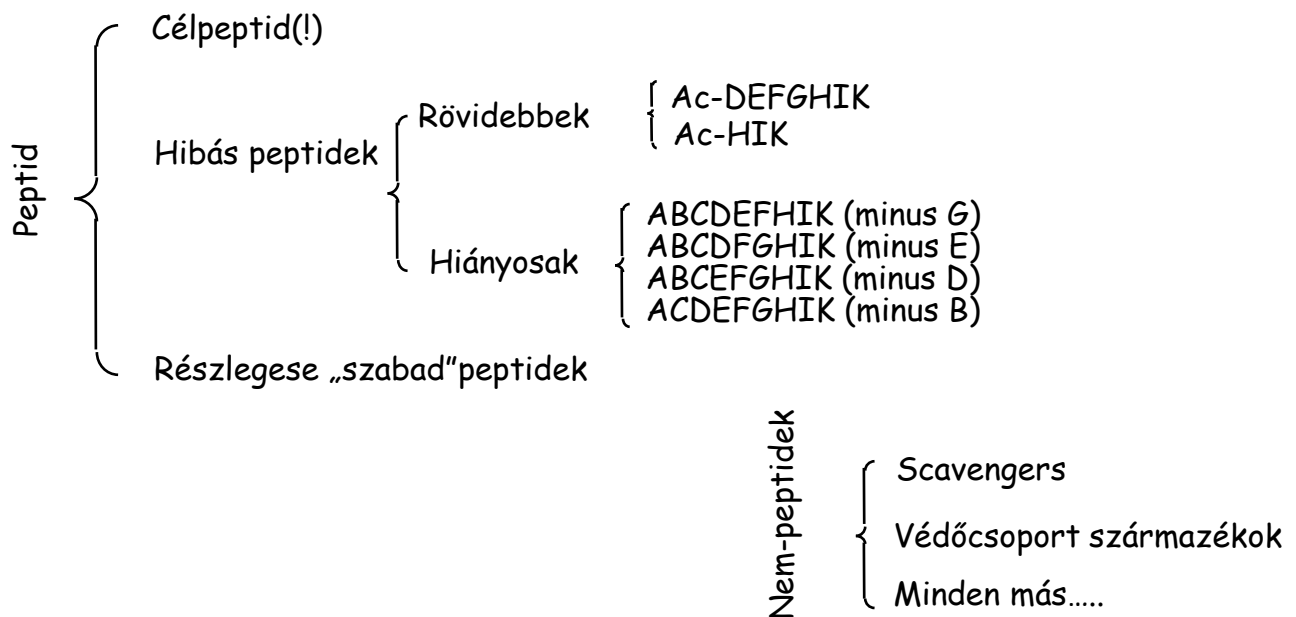 Célpeptid(!)
Peptid
Hibás peptidek
Rövidebbek
Ac-DEFGHIK
Ac-HIK
Hiányosak
ABCDEFHIK (minus G)
ABCDFGHIK (minus E)
ABCEFGHIK (minus D)
ACDEFGHIK (minus B)
Részlegese „szabad”peptidek
Nem-peptidek
Scavengers
Védőcsoport származékok
Minden más.....